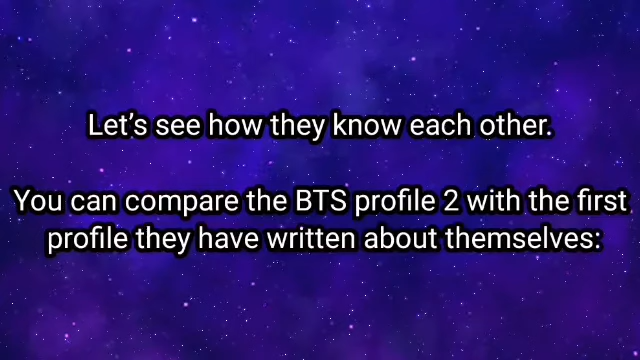 Let’s see how they know each other.
You can compare the BTS profile 2 with the first
profile they have written about themselves: